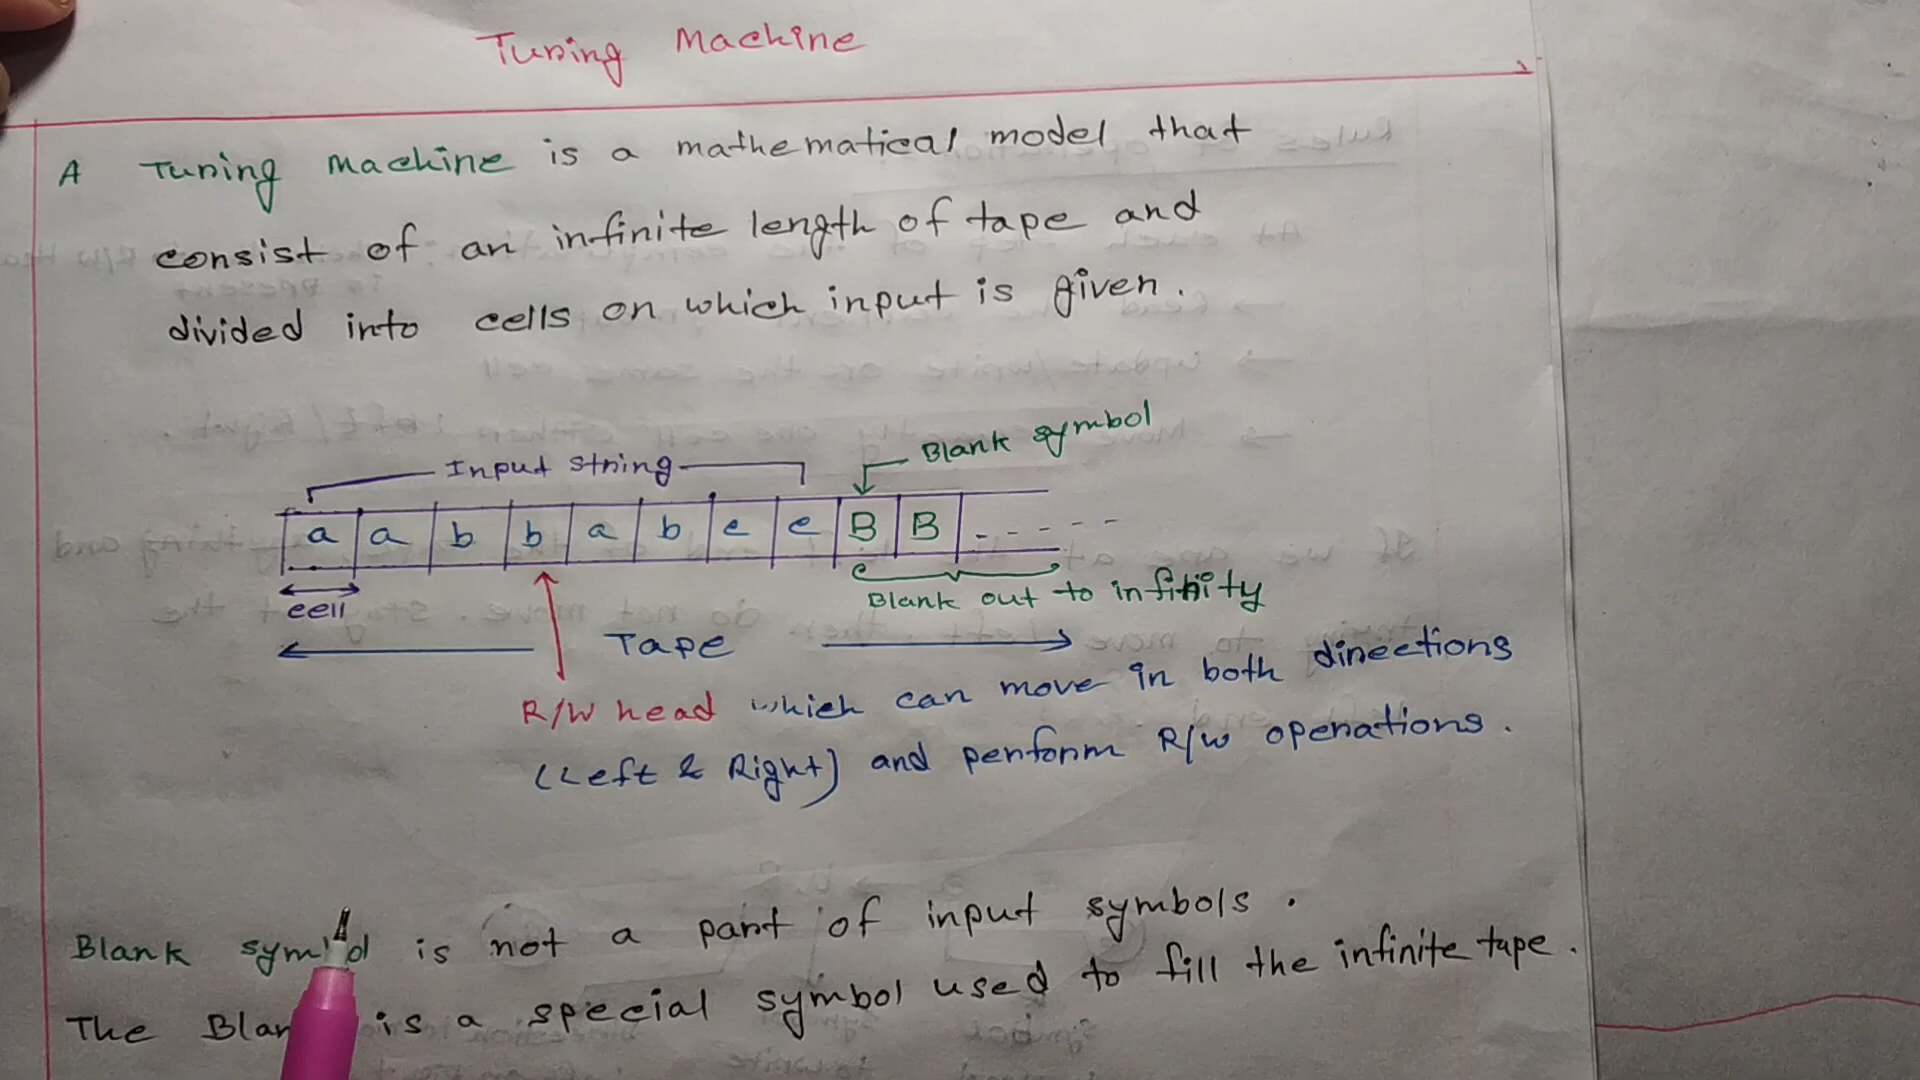 Turing Machine
A Turing Machine is a mathematical model that
consist of an infinite length of tape and
divided into cells on which input is given.
Input string
Blank symbol
a a b b a b c c B B - - - - -
cell
Blank out to infinity
Tape
R/W head which can move in both directions
(Left & Right) and perform R/W operations.
Blank symbol is not a part of input symbols.
The Blank is a special symbol used to fill the infinite tape.